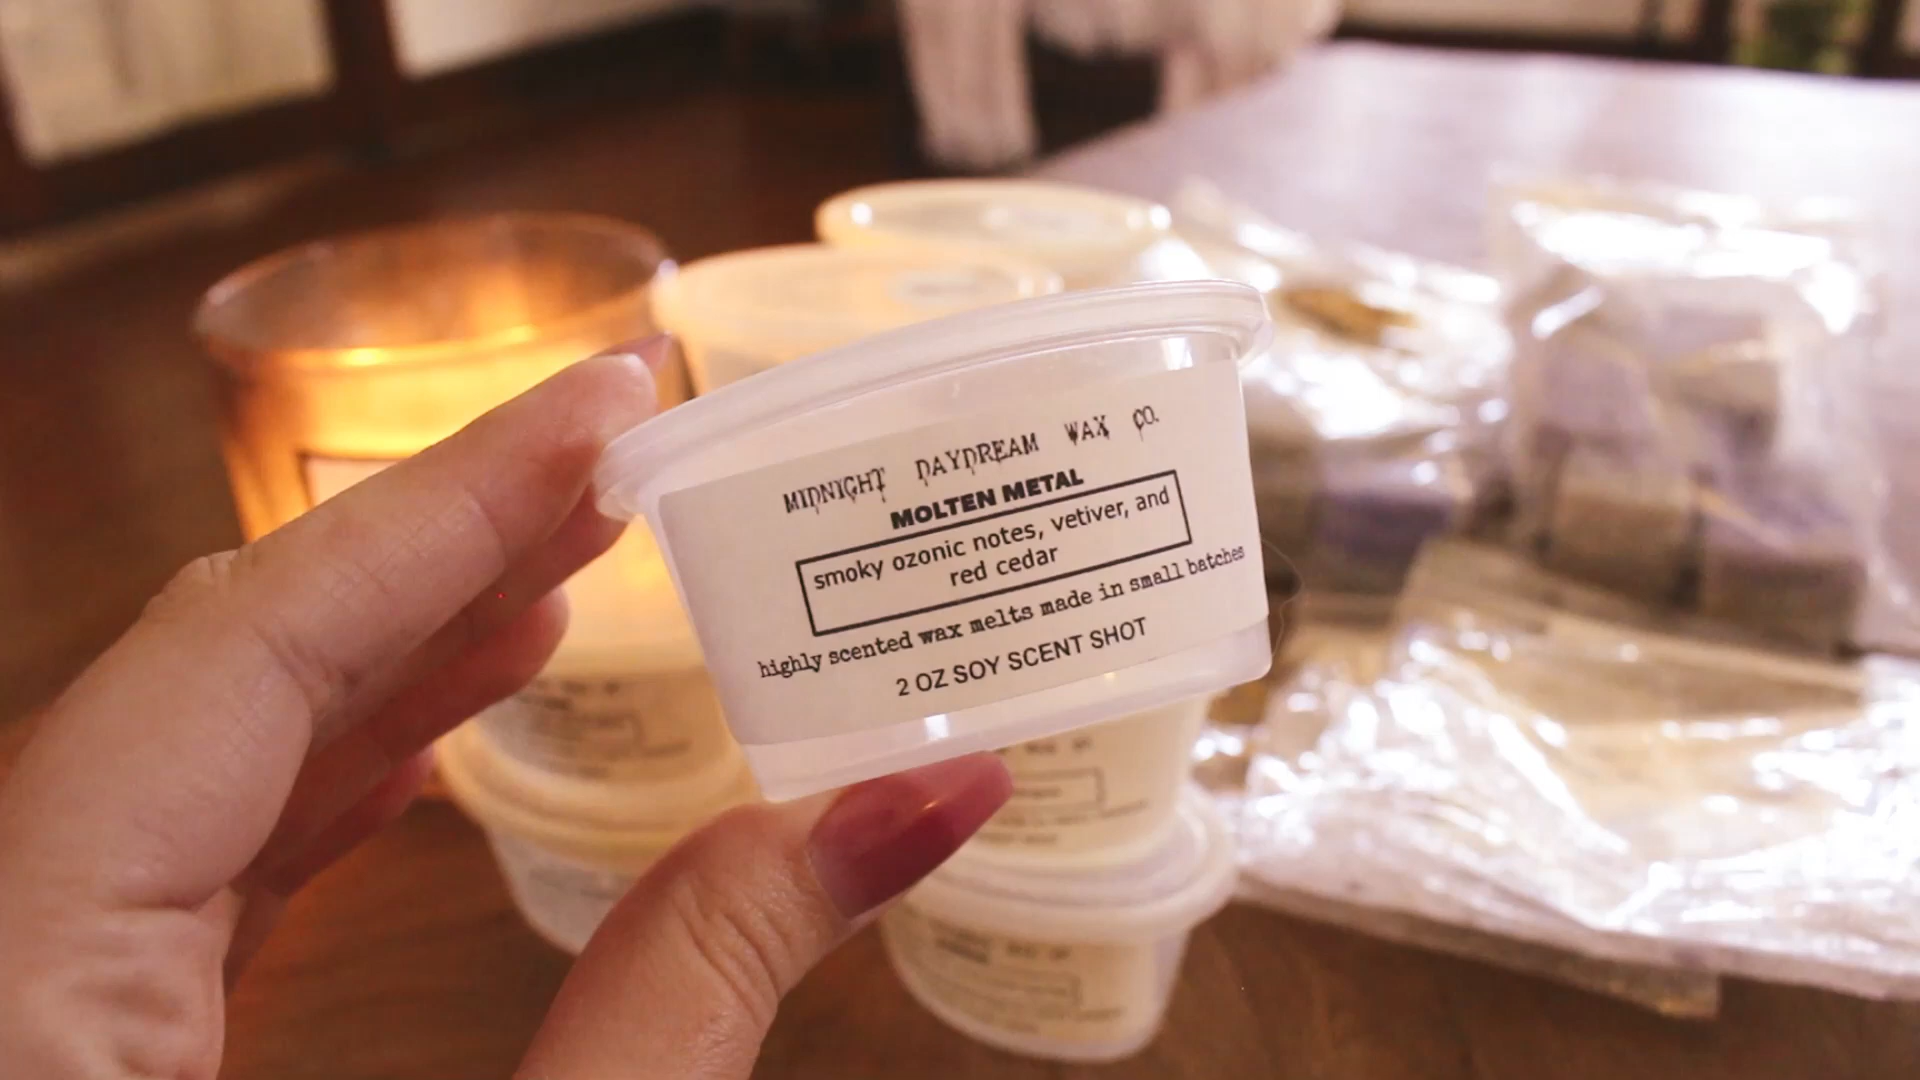 MIDNIGHT DAYDREAM WAX CO.
MOLTEN METAL
smoky ozonic notes, vetiver, and
red cedar
highly scented wax melts made in small batches
2 OZ SOY SCENT SHOT